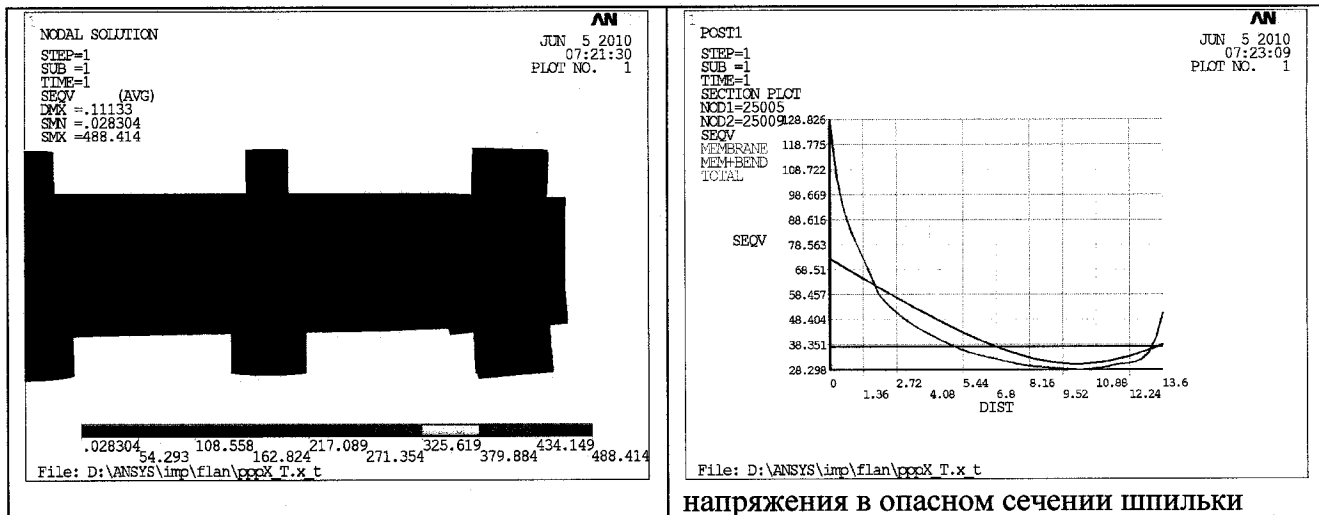 NODAL SOLUTION
STEP=1
SUB =1
TIME=1
SEQV (AVG)
DMX =.11133
SMN =.028304
SMX =488.414
ΛN
JUN 5 2010
07:21:30
PLOT NO. 1
.028304 108.558 217.089 325.619 434.149
54.293 162.824 271.354 379.884 488.414
File: D:\ANSYS\imp\flan\pppX_T.x_t
1
POST1
STEP=1
SUB =1
TIME=1
SECTION PLOT
NOD1=25005
NOD2=25009
SEQV
MEMBRANE
MEM+BEND
TOTAL
ΛN
JUN 5 2010
07:23:09
PLOT NO. 1
128.826
118.775
108.722
98.669
88.616
78.563
68.51
58.457
48.404
38.351
28.298
SEQV
0 2.72 5.44 8.16 10.88 13.6
1.36 4.08 6.8 9.52 12.24
DIST
File: D:\ANSYS\imp\flan\pppX_T.x_t
напряжения в опасном сечении шпильки